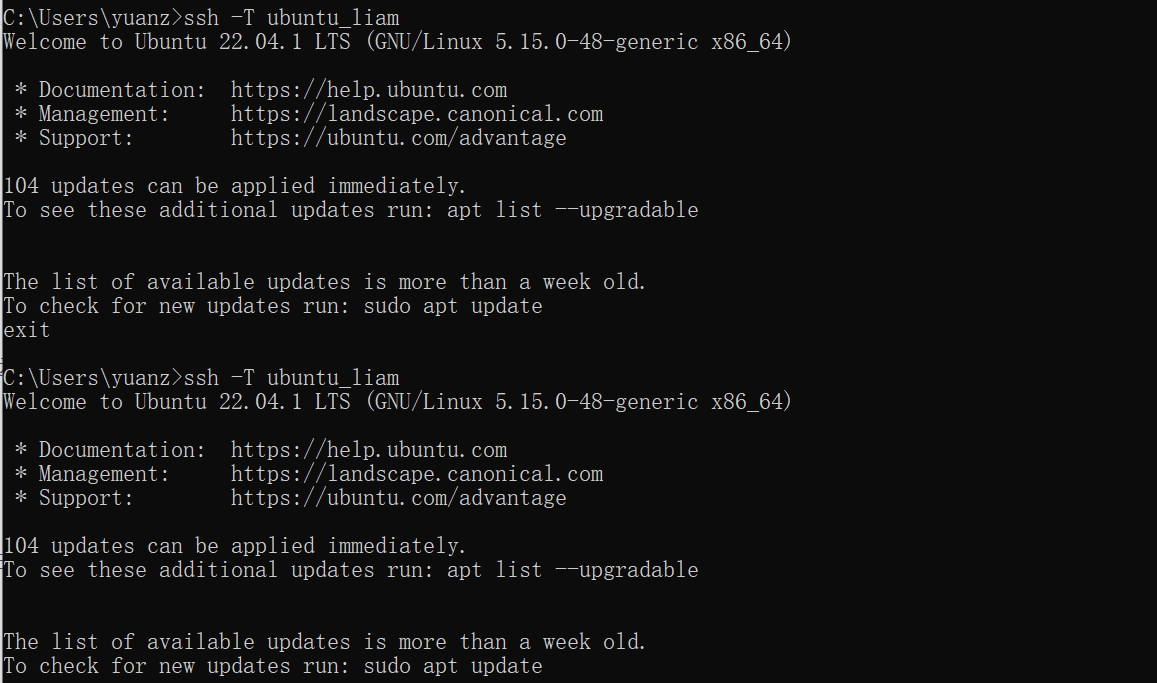 C:\Users\yuanz>ssh -T ubuntu_liam
Welcome to Ubuntu 22.04.1 LTS (GNU/Linux 5.15.0-48-generic x86_64)
* Documentation: https://help.ubuntu.com
* Management: https://landscape.canonical.com
* Support: https://ubuntu.com/advantage
104 updates can be applied immediately.
To see these additional updates run: apt list --upgradable
The list of available updates is more than a week old.
To check for new updates run: sudo apt update
exit
C:\Users\yuanz>ssh -T ubuntu_liam
Welcome to Ubuntu 22.04.1 LTS (GNU/Linux 5.15.0-48-generic x86_64)
* Documentation: https://help.ubuntu.com
* Management: https://landscape.canonical.com
* Support: https://ubuntu.com/advantage
104 updates can be applied immediately.
To see these additional updates run: apt list --upgradable
The list of available updates is more than a week old.
To check for new updates run: sudo apt update